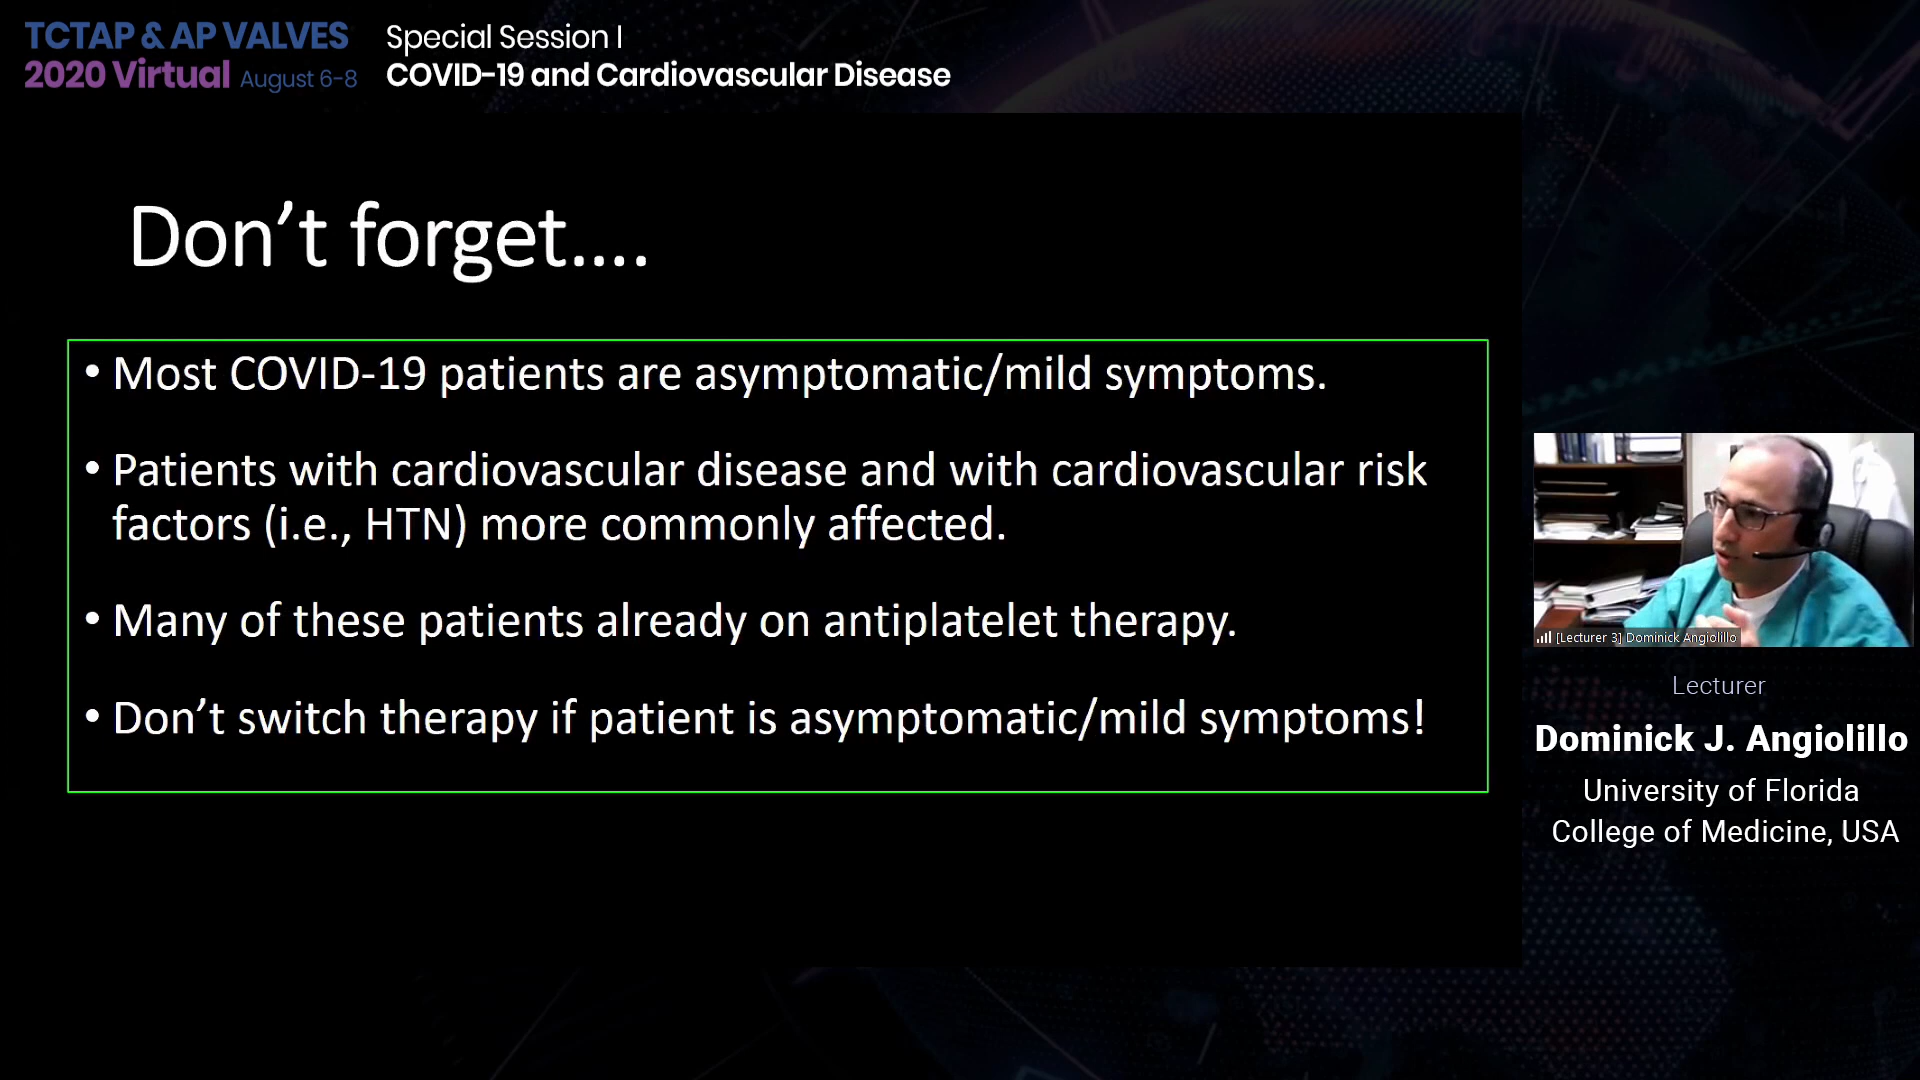 TCTAP & AP VALVES
2020 Virtual August 6-8
Special Session I
COVID-19 and Cardiovascular Disease
Don’t forget....
• Most COVID-19 patients are asymptomatic/mild symptoms.
• Patients with cardiovascular disease and with cardiovascular risk
factors (i.e., HTN) more commonly affected.
• Many of these patients already on antiplatelet therapy.
• Don’t switch therapy if patient is asymptomatic/mild symptoms!
[Lecturer 3] Dominick Angiolillo
Lecturer
Dominick J. Angiolillo
University of Florida
College of Medicine, USA